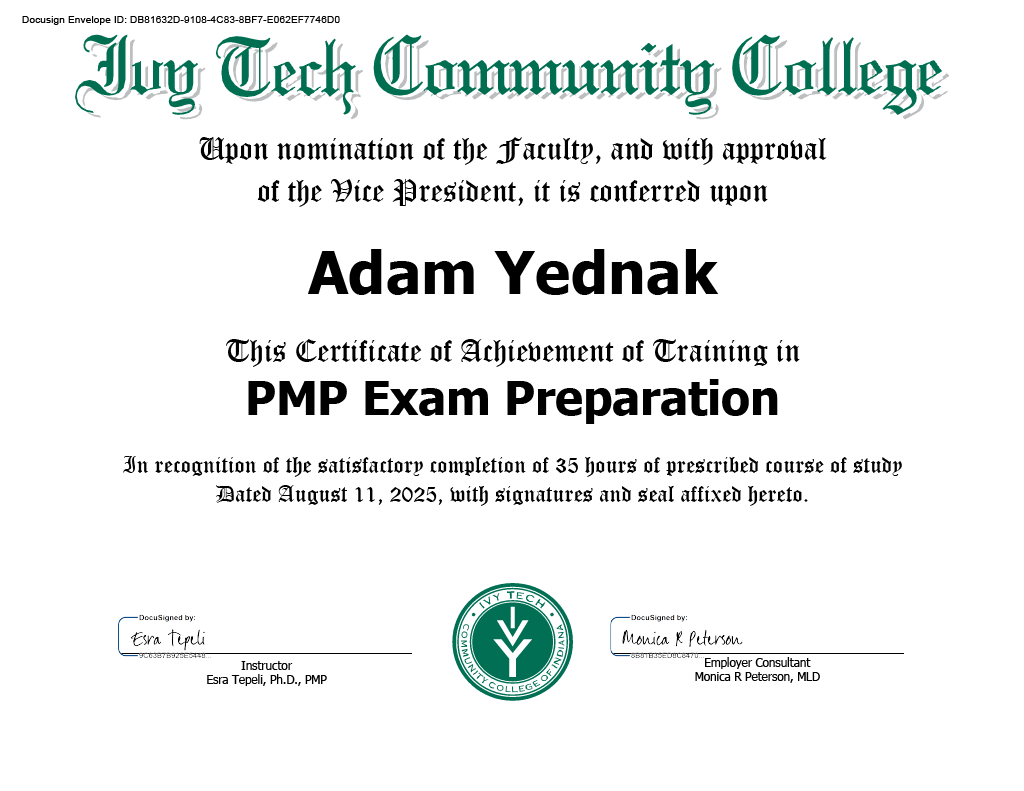 Docusign Envelope ID: DB81632D-9108-4C83-8BF7-E062EF7746D0
Ivy Tech Community College
Upon nomination of the Faculty, and with approval
of the Vice President, it is conferred upon
Adam Yednak
This Certificate of Achievement of Training in
PMP Exam Preparation
In recognition of the satisfactory completion of 35 hours of prescribed course of study
Dated August 11, 2025, with signatures and seal affixed hereto.
DocuSigned by:
Esra Tepeli
Instructor
Esra Tepeli, Ph.D., PMP
IVY TECH
COMMUNITY COLLEGE OF INDIANA
DocuSigned by:
Monica R Peterson
Employer Consultant
Monica R Peterson, MLD